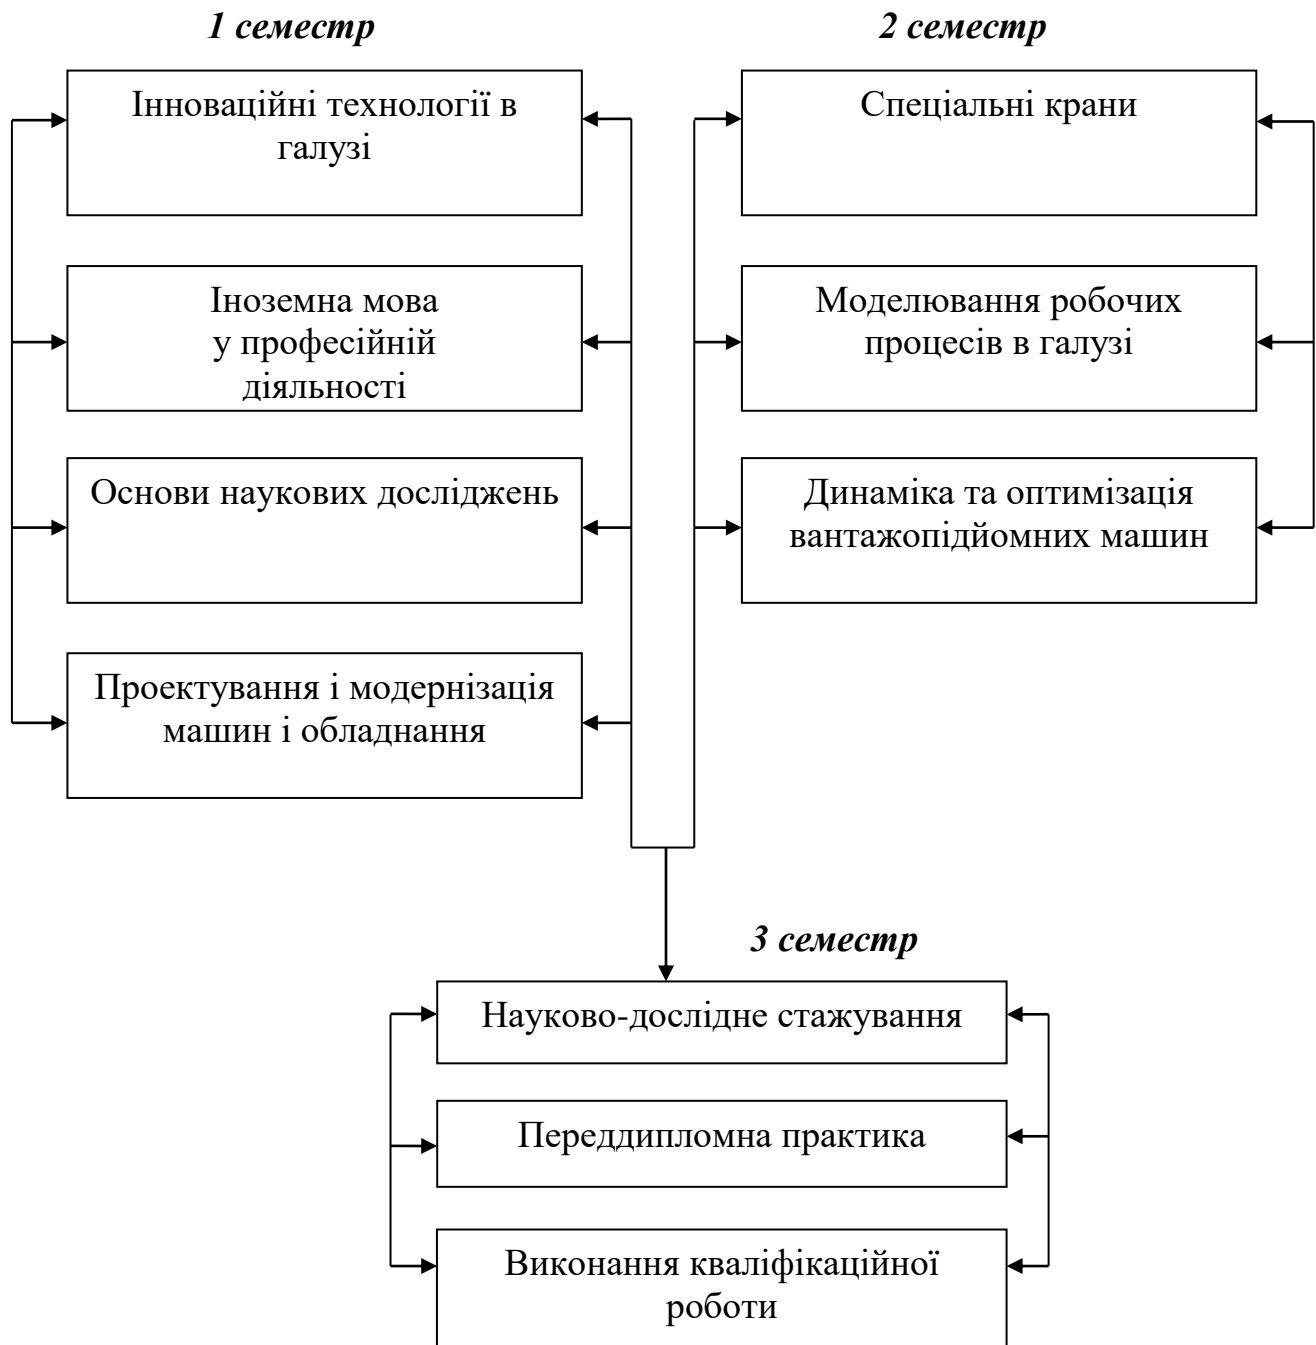 1 семестр
Інноваційні технології в
галузі
Іноземна мова
у професійній
діяльності
Основи наукових досліджень
Проектування і модернізація
машин і обладнання
2 семестр
Спеціальні крани
Моделювання робочих
процесів в галузі
Динаміка та оптимізація
вантажопідйомних машин
3 семестр
Науково-дослідне стажування
Переддипломна практика
Виконання кваліфікаційної
роботи